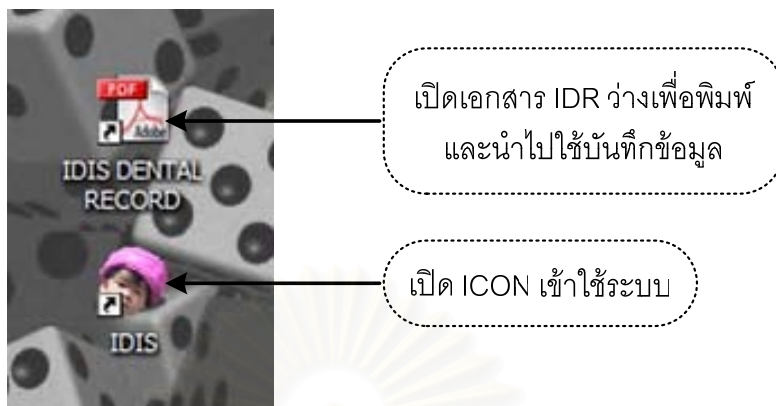 PDF
Adobe
IDIS DENTAL
RECORD
เปิดเอกสาร IDR ว่างเพื่อพิมพ์
และนำไปใช้บันทึกข้อมูล
IDIS
เปิด ICON เข้าใช้ระบบ